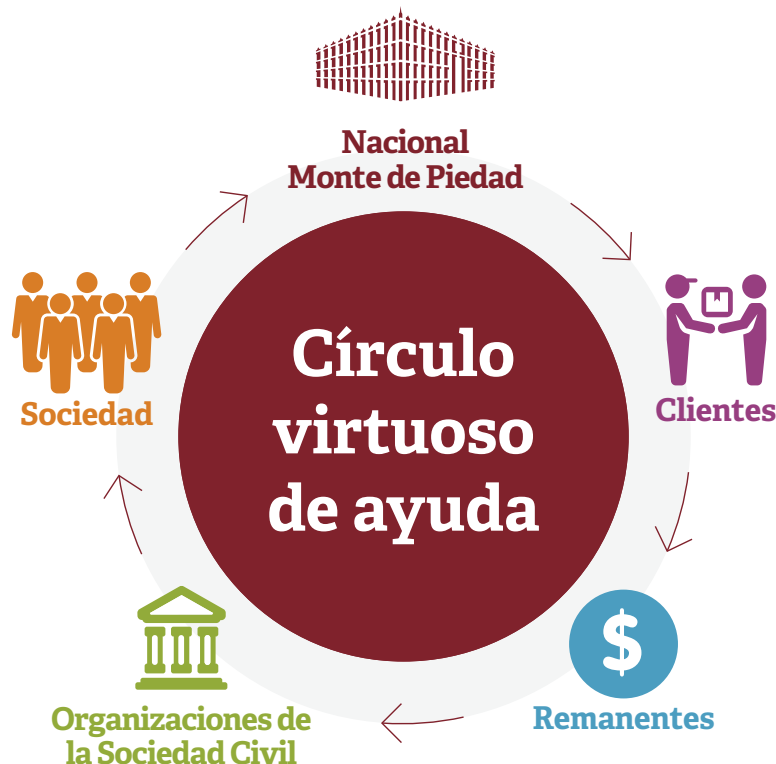 Nacional
Monte de Piedad
Círculo
virtuoso
de ayuda
Clientes
$
Remanentes
Organizaciones de
la Sociedad Civil
Sociedad